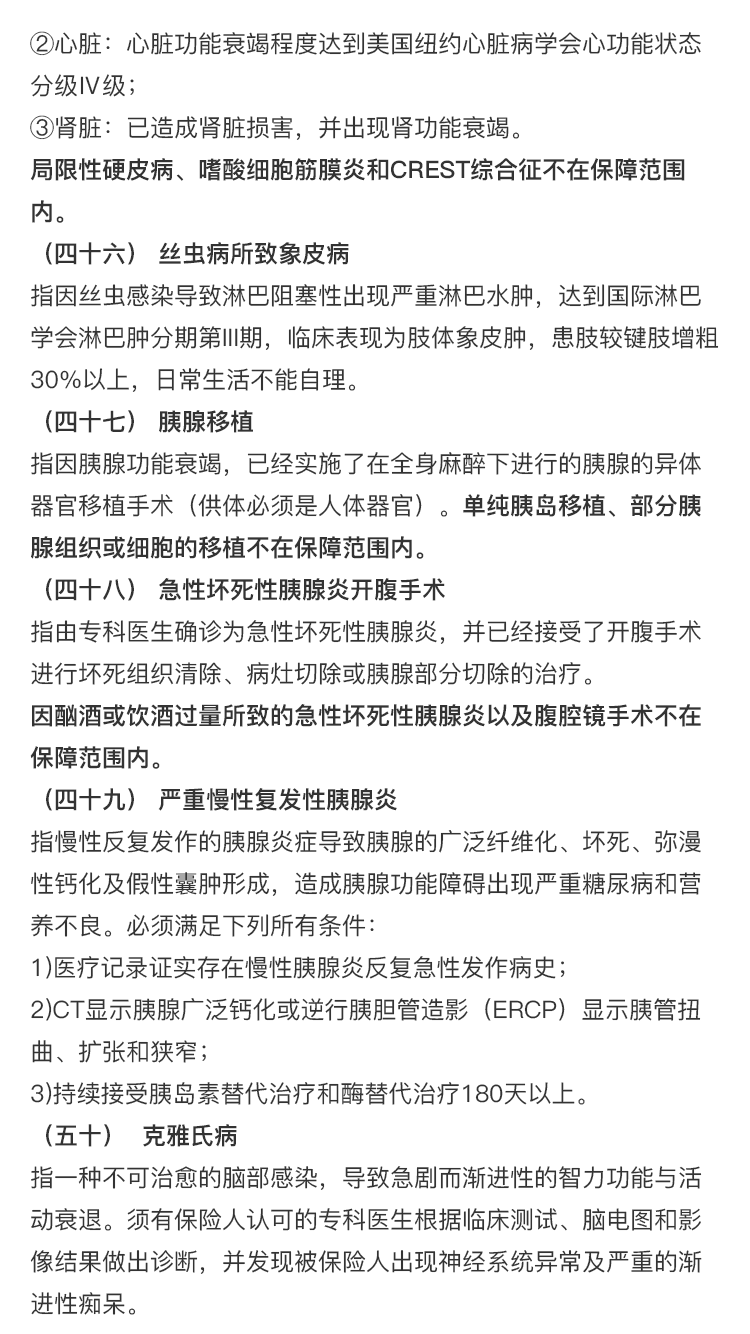 ②心脏：心脏功能衰竭程度达到美国纽约心脏病学会心功能状态
分级IV级；
③肾脏：已造成肾脏损害，并出现肾功能衰竭。
局限性硬皮病、嗜酸细胞筋膜炎和CREST综合征不在保障范围
内。
（四十六） 丝虫病所致象皮病
指因丝虫感染导致淋巴阻塞性出现严重淋巴水肿，达到国际淋巴
学会淋巴肿分期第III期，临床表现为肢体象皮肿，患肢较键肢增粗
30%以上，日常生活不能自理。
（四十七） 胰腺移植
指因胰腺功能衰竭，已经实施了在全身麻醉下进行的胰腺的异体
器官移植手术（供体必须是人体器官）。单纯胰岛移植、部分胰
腺组织或细胞的移植不在保障范围内。
（四十八） 急性坏死性胰腺炎开腹手术
指由专科医生确诊为急性坏死性胰腺炎，并已经接受了开腹手术
进行坏死组织清除、病灶切除或胰腺部分切除的治疗。
因酗酒或饮酒过量所致的急性坏死性胰腺炎以及腹腔镜手术不在
保障范围内。
（四十九） 严重慢性复发性胰腺炎
指慢性反复发作的胰腺炎症导致胰腺的广泛纤维化、坏死、弥漫
性钙化及假性囊肿形成，造成胰腺功能障碍出现严重糖尿病和营
养不良。必须满足下列所有条件：
1)医疗记录证实存在慢性胰腺炎反复急性发作病史；
2)CT显示胰腺广泛钙化或逆行胰胆管造影（ERCP）显示胰管扭
曲、扩张和狭窄；
3)持续接受胰岛素替代治疗和酶替代治疗180天以上。
（五十） 克雅氏病
指一种不可治愈的脑部感染，导致急剧而渐进性的智力功能与活
动衰退。须有保险人认可的专科医生根据临床测试、脑电图和影
像结果做出诊断，并发现被保险人出现神经系统异常及严重的渐
进性痴呆。